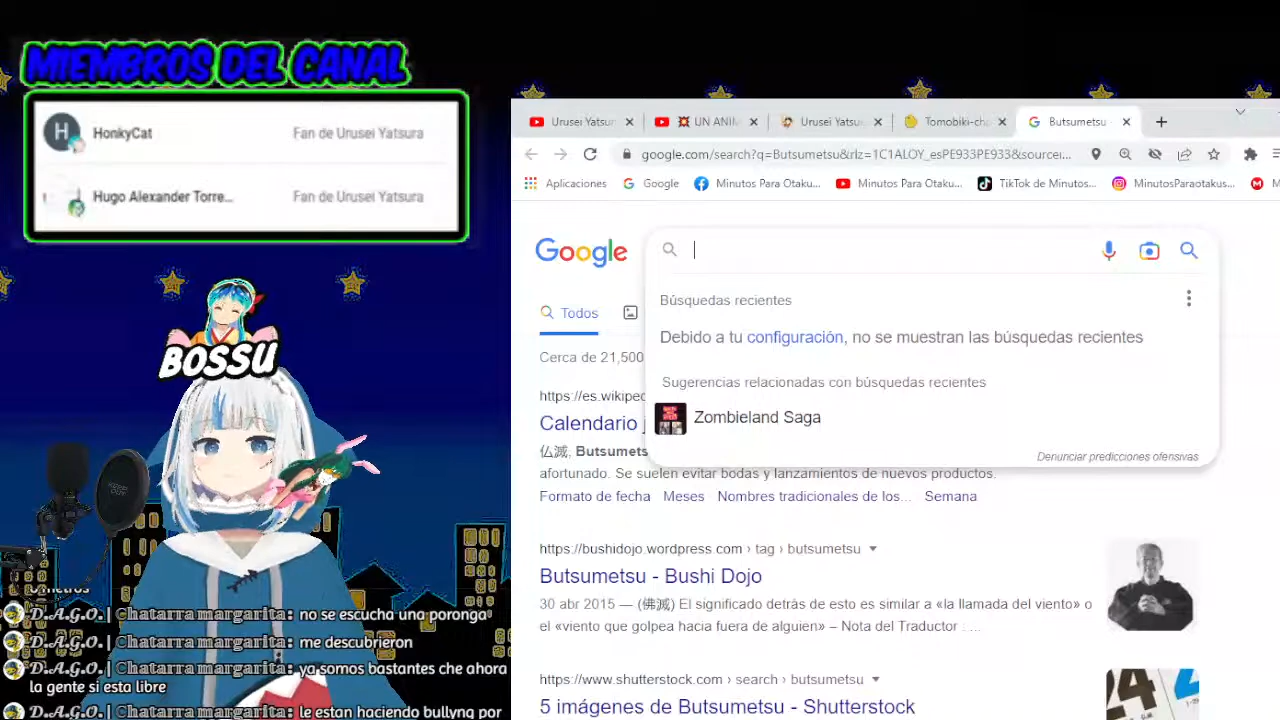 MIEMBROS DEL CANAL
H HonkyCat Fan de Urusei Yatsura
Hugo Alexander Torre... Fan de Urusei Yatsura
BOSSU
D.A.G.O. | Chatarra margarita: no se escucha una poronga
D.A.G.O. | Chatarra margarita: me descubrieron
D.A.G.O. | Chatarra margarita: ya somos bastantes che ahora
la gente si esta libre
D.A.G.O. | Chatarra margarita: le estan haciendo bullyng por
Urusei Yatsur UN ANIM Urusei Yatsu Tomobiki-cho Butsumetsu -
google.com/search?q=Butsumetsu&rlz=1C1ALOY_esPE933PE933&sourcei...
Aplicaciones Google Minutos Para Otaku... Minutos Para Otaku... TikTok de Minutos... MinutosParaotakus... M
Google
Búsquedas recientes
Debido a tu configuración, no se muestran las búsquedas recientes
Sugerencias relacionadas con búsquedas recientes
Zombieland Saga
Denunciar predicciones ofensivas
Todos
Cerca de 21,500
https://es.wikiped
Calendario j
仏滅, Butsumets
afortunado. Se suelen evitar bodas y lanzamientos de nuevos productos.
Formato de fecha Meses Nombres tradicionales de los... Semana
https://bushidojo.wordpress.com › tag › butsumetsu
Butsumetsu - Bushi Dojo
30 abr 2015 — (佛滅) El significado detrás de esto es similar a «la llamada del viento» o
el «viento que golpea hacia fuera de alguien» – Nota del Traductor : ...
https://www.shutterstock.com › search › butsumetsu
5 imágenes de Butsumetsu - Shutterstock
24